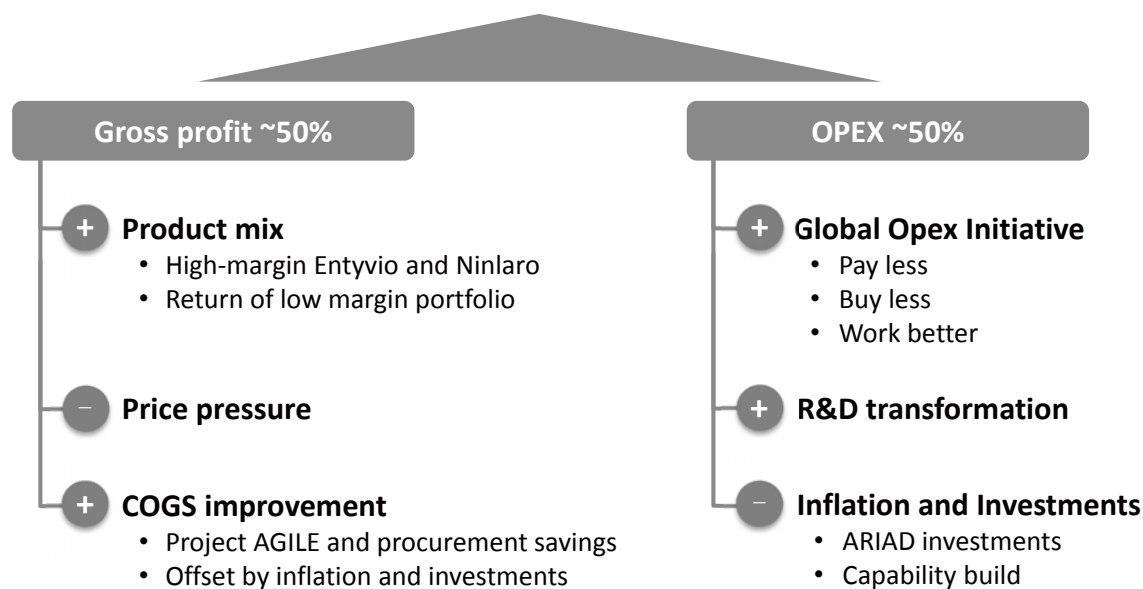 Gross profit ~50%
+ Product mix
• High-margin Entyvio and Ninlaro
• Return of low margin portfolio
– Price pressure
+ COGS improvement
• Project AGILE and procurement savings
• Offset by inflation and investments
OPEX ~50%
+ Global Opex Initiative
• Pay less
• Buy less
• Work better
+ R&D transformation
– Inflation and Investments
• ARIAD investments
• Capability build